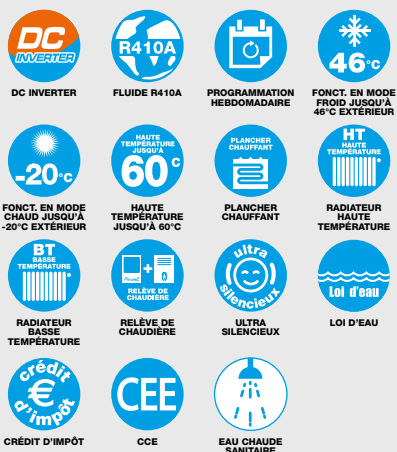 DC
INVERTER
DC INVERTER
R410A
FLUIDE R410A
PROGRAMMATION
HEBDOMADAIRE
46°C
FONCT. EN MODE
FROID JUSQU'À
46°C EXTÉRIEUR
-20°C
FONCT. EN MODE
CHAUD JUSQU'À
-20°C EXTÉRIEUR
HAUTE
TEMPÉRATURE
JUSQU'À
60°C
HAUTE
TEMPÉRATURE
JUSQU'À 60°C
PLANCHER
CHAUFFANT
PLANCHER
CHAUFFANT
HT
HAUTE
TEMPÉRATURE
RADIATEUR
HAUTE
TEMPÉRATURE
BT
BASSE
TEMPÉRATURE
RADIATEUR
BASSE
TEMPÉRATURE
+
RELÈVE DE
CHAUDIÈRE
RELÈVE DE
CHAUDIÈRE
ultra
silencieux
ULTRA
SILENCIEUX
Loi d'eau
LOI D'EAU
crédit
€
d'impôt
CRÉDIT D'IMPÔT
CEE
CCE
EAU CHAUDE
SANITAIRE